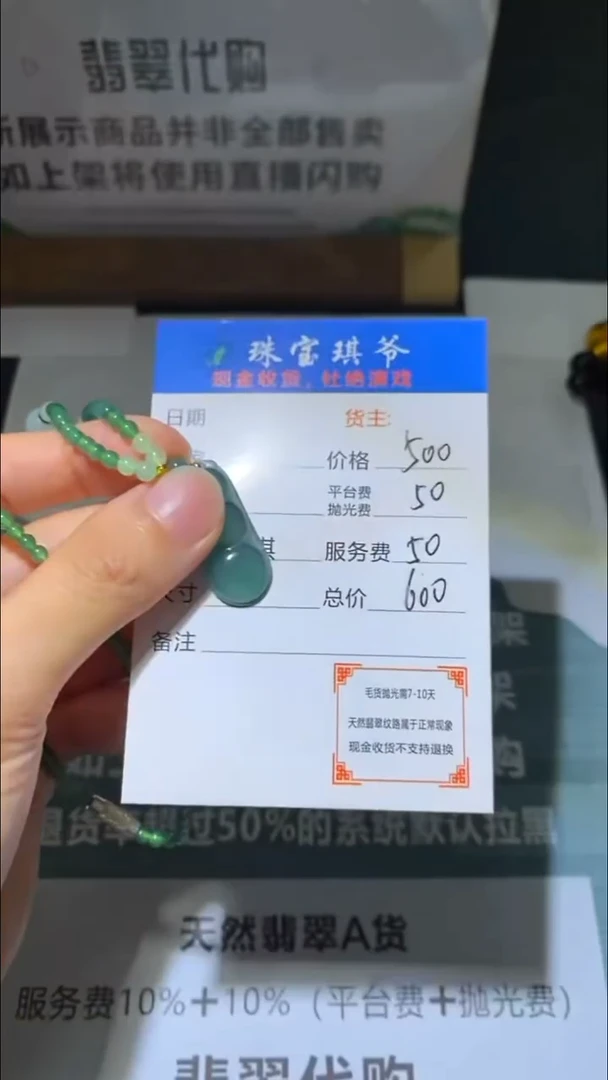 翡翠代购
所展示商品并非全部售卖
如上架将使用直播闪购
珠宝琪爷
现金收货，杜绝演戏
日期
货主:
价格 500
平台费
抛光费 50
服务费 50
尺寸
总价 600
备注
毛货抛光需7-10天
天然翡翠纹路属于正常现象
现金收货不支持退换
架
架
购
退货率超过50%的系统默认拉黑
天然翡翠A货
服务费10%+10%（平台费+抛光费）
翡翠代购